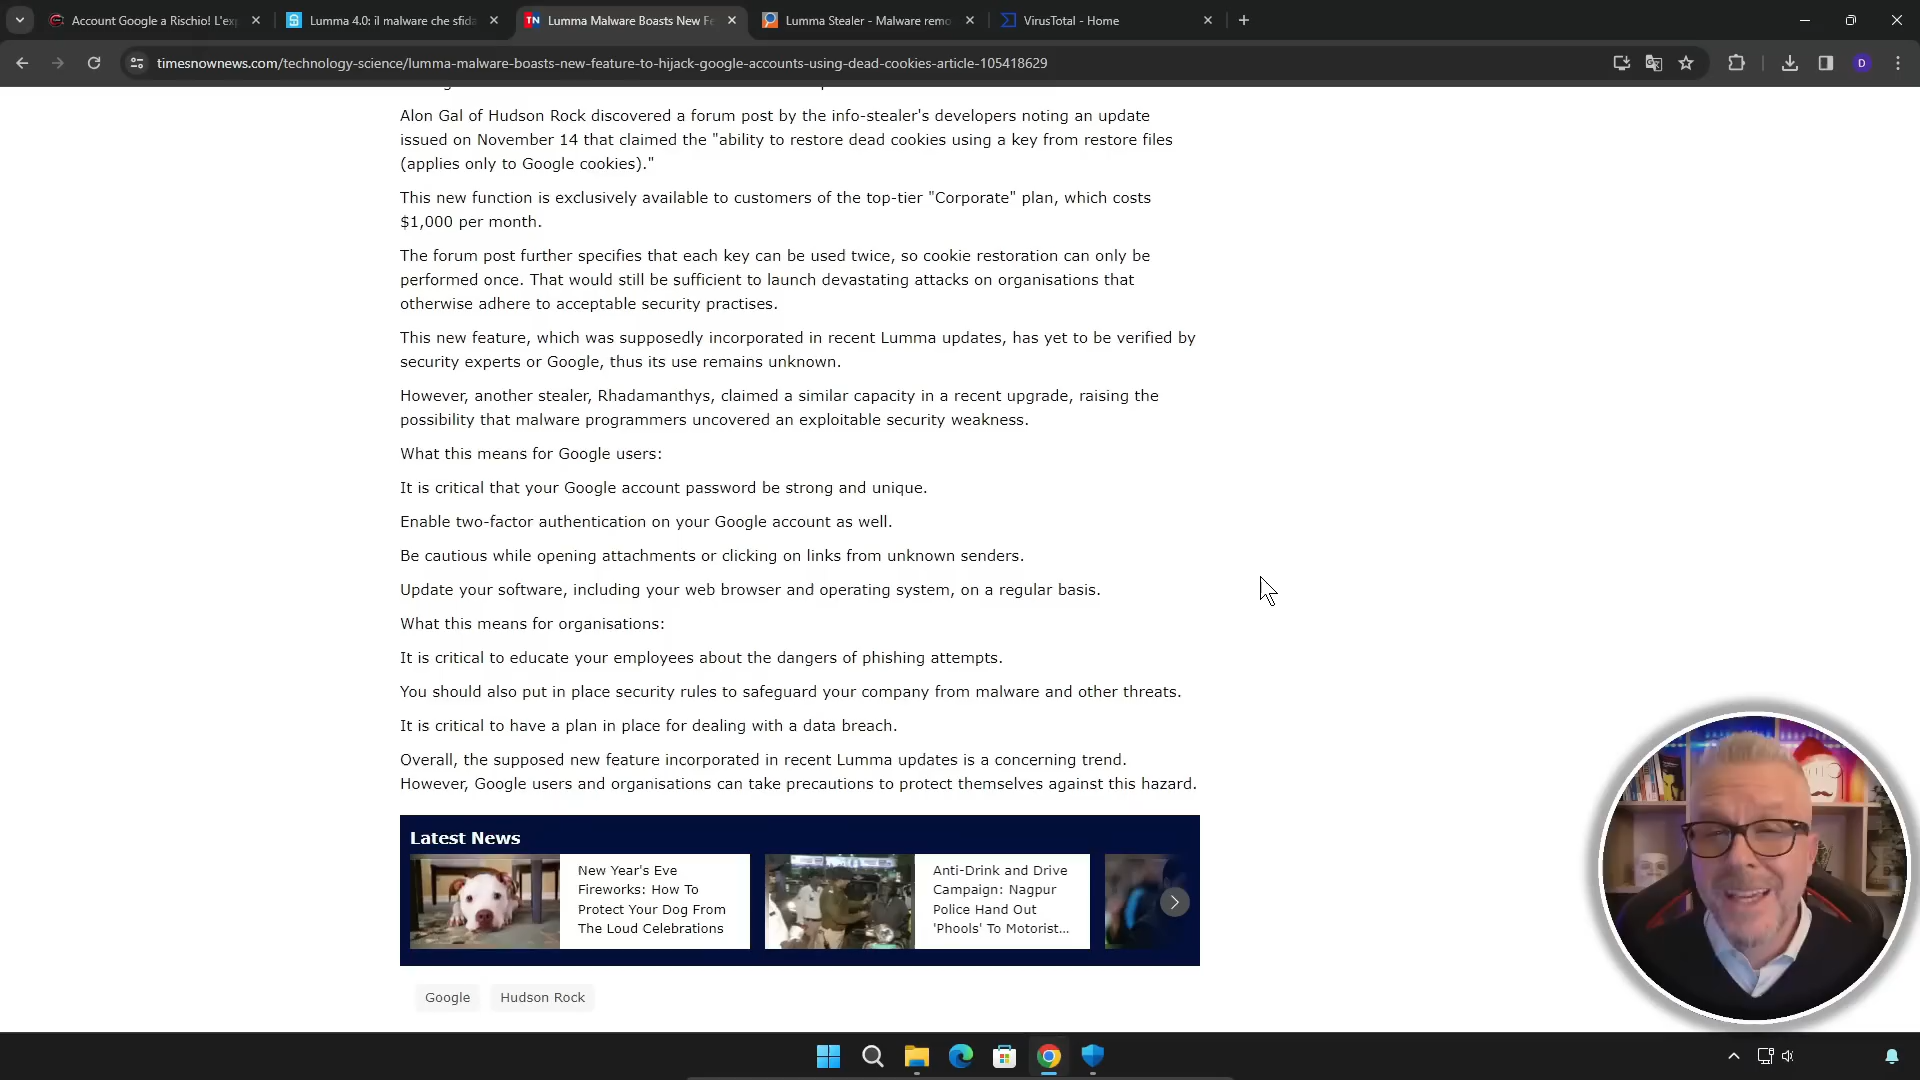 Account Google a Rischio! L'exp
Lumma 4.0: il malware che sfida
Lumma Malware Boasts New Fe
Lumma Stealer - Malware remo
VirusTotal - Home
timesnownews.com/technology-science/lumma-malware-boasts-new-feature-to-hijack-google-accounts-using-dead-cookies-article-105418629
D
Alon Gal of Hudson Rock discovered a forum post by the info-stealer's developers noting an update
issued on November 14 that claimed the "ability to restore dead cookies using a key from restore files
(applies only to Google cookies)."
This new function is exclusively available to customers of the top-tier "Corporate" plan, which costs
$1,000 per month.
The forum post further specifies that each key can be used twice, so cookie restoration can only be
performed once. That would still be sufficient to launch devastating attacks on organisations that
otherwise adhere to acceptable security practises.
This new feature, which was supposedly incorporated in recent Lumma updates, has yet to be verified by
security experts or Google, thus its use remains unknown.
However, another stealer, Rhadamanthys, claimed a similar capacity in a recent upgrade, raising the
possibility that malware programmers uncovered an exploitable security weakness.
What this means for Google users:
It is critical that your Google account password be strong and unique.
Enable two-factor authentication on your Google account as well.
Be cautious while opening attachments or clicking on links from unknown senders.
Update your software, including your web browser and operating system, on a regular basis.
What this means for organisations:
It is critical to educate your employees about the dangers of phishing attempts.
You should also put in place security rules to safeguard your company from malware and other threats.
It is critical to have a plan in place for dealing with a data breach.
Overall, the supposed new feature incorporated in recent Lumma updates is a concerning trend.
However, Google users and organisations can take precautions to protect themselves against this hazard.
Latest News
New Year's Eve
Fireworks: How To
Protect Your Dog From
The Loud Celebrations
Anti-Drink and Drive
Campaign: Nagpur
Police Hand Out
'Phools' To Motorist...
Google
Hudson Rock